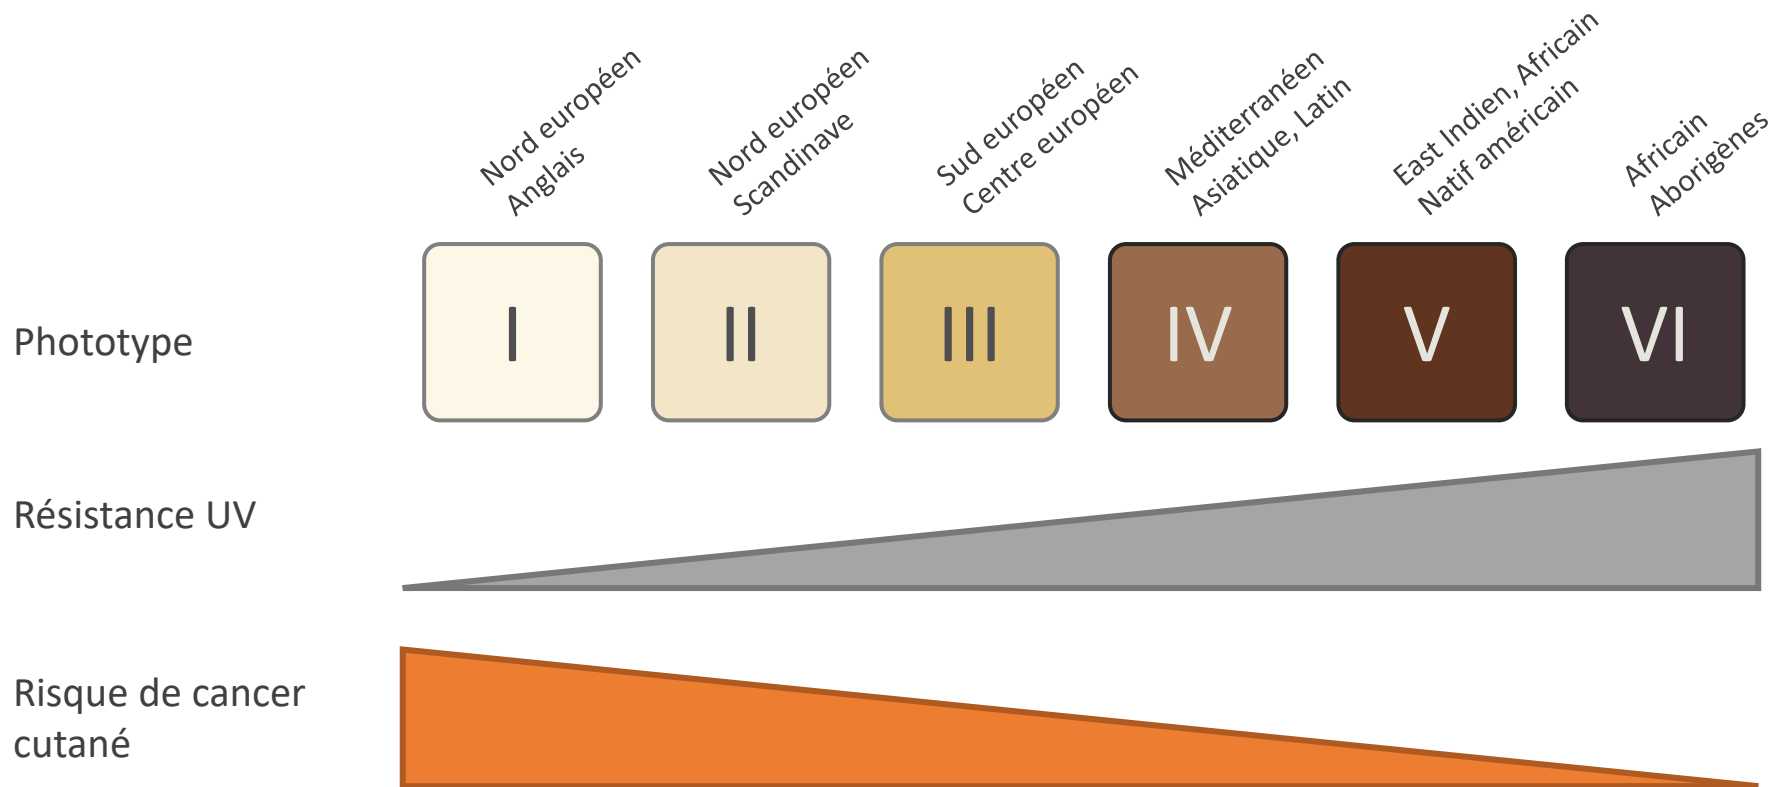 Nord européen
Anglais
Nord européen
Scandinave
Sud européen
Centre européen
Méditerranéen
Asiatique, Latin
East Indien, Africain
Natif américain
Africain
Aborigènes
Phototype
I
II
III
IV
V
VI
Résistance UV
Risque de cancer
cutané